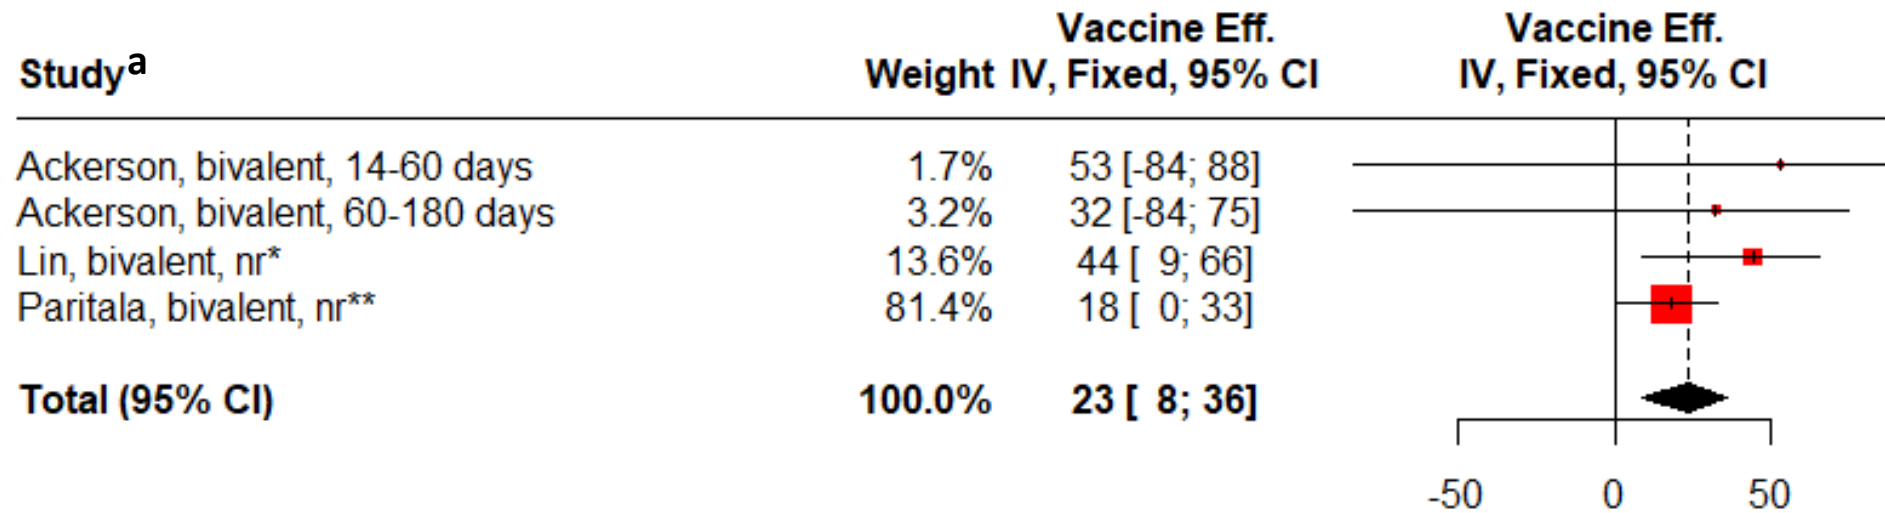 Vaccine Eff. Vaccine Eff.
Studyᵃ Weight IV, Fixed, 95% CI IV, Fixed, 95% CI
Ackerson, bivalent, 14-60 days 1.7% 53 [-84; 88]
Ackerson, bivalent, 60-180 days 3.2% 32 [-84; 75]
Lin, bivalent, nr* 13.6% 44 [ 9; 66]
Paritala, bivalent, nr** 81.4% 18 [ 0; 33]
Total (95% CI) 100.0% 23 [ 8; 36]
-50 0 50